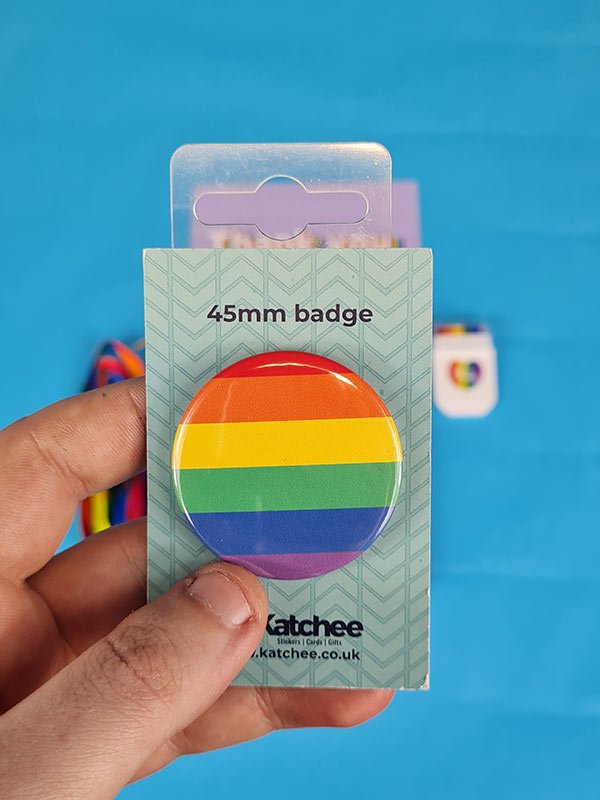 45mm badge
Katchee
Stickers | Cards | Gifts
.katchee.co.uk